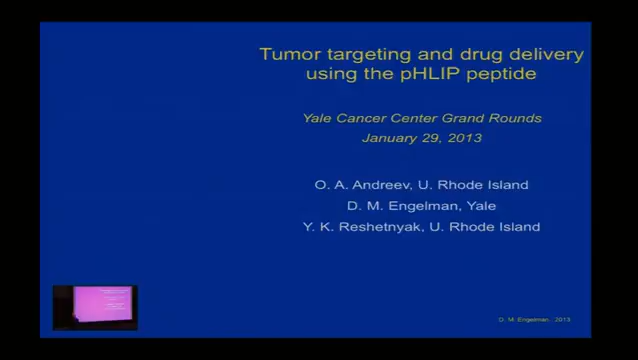 Tumor targeting and drug delivery
using the pHLIP peptide
Yale Cancer Center Grand Rounds
January 29, 2013
O. A. Andreev, U. Rhode Island
D. M. Engelman, Yale
Y. K. Reshetnyak, U. Rhode Island
D. M. Engelman, 2013